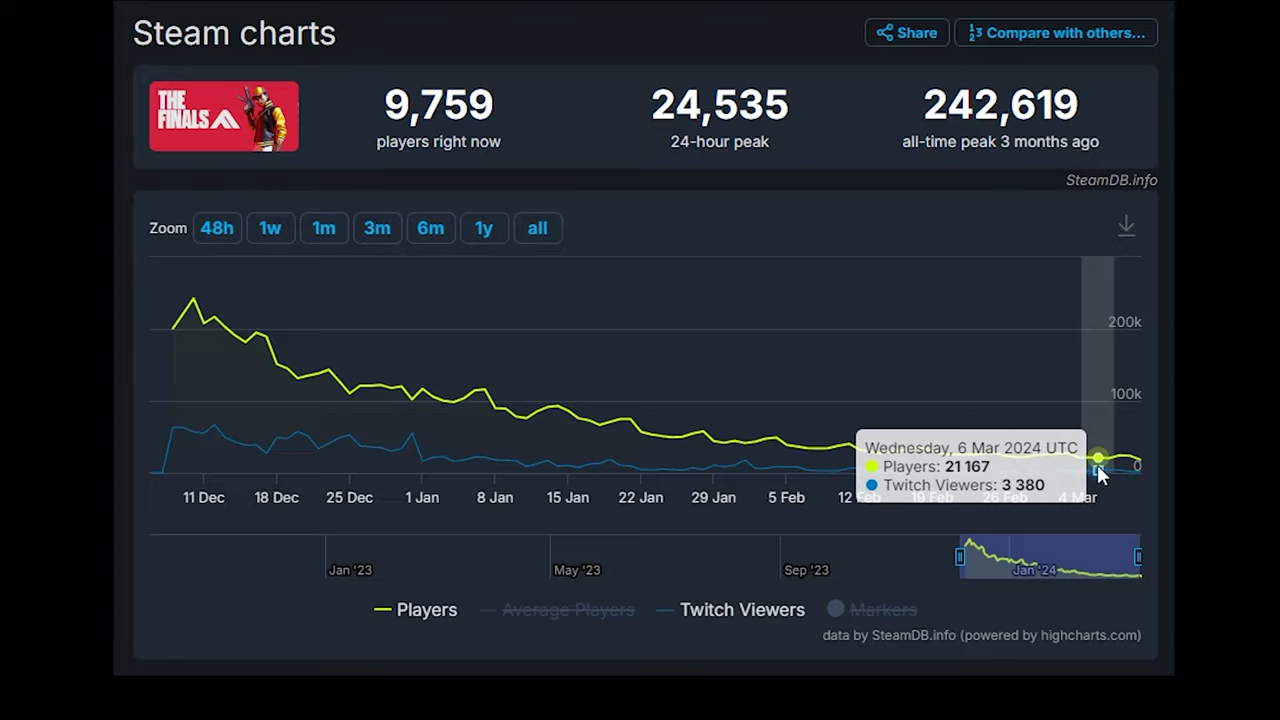 Steam charts
Share
Compare with others...
THE
FINALS
9,759
24,535
242,619
players right now
24-hour peak
all-time peak 3 months ago
SteamDB.info
Zoom
48h
1w
1m
3m
6m
1y
all
200k
100k
Wednesday, 6 Mar 2024 UTC
Players: 21 167
0
Twitch Viewers: 3 380
11 Dec
18 Dec
25 Dec
1 Jan
8 Jan
15 Jan
22 Jan
29 Jan
5 Feb
12 Feb
19 Feb
26 Feb
4 Mar
Jan '23
May '23
Sep '23
Jan '24
Players
Average Players
Twitch Viewers
Markers
data by SteamDB.info (powered by highcharts.com)